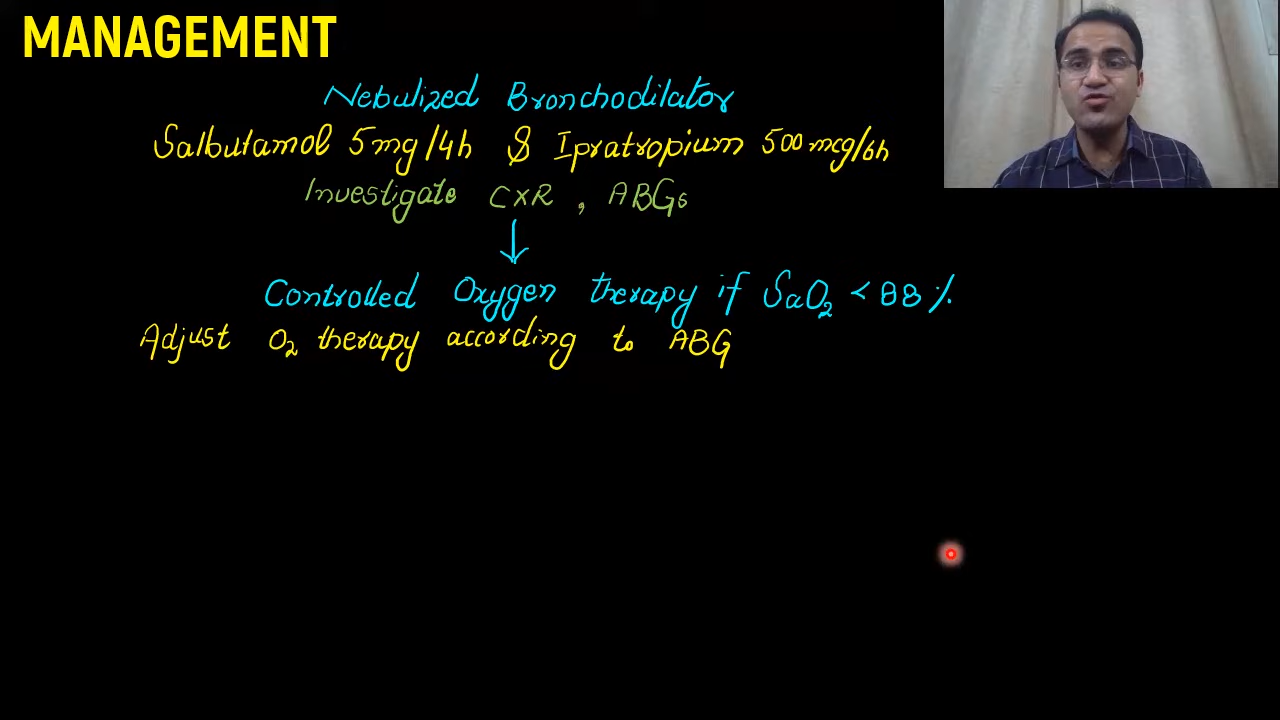 MANAGEMENT
Nebulized Bronchodilator
Salbutamol 5mg/4h & Ipratropium 500mcg/6h
Investigate CXR, ABGs
Controlled Oxygen therapy if SaO₂ < 88%
Adjust O₂ therapy according to ABG